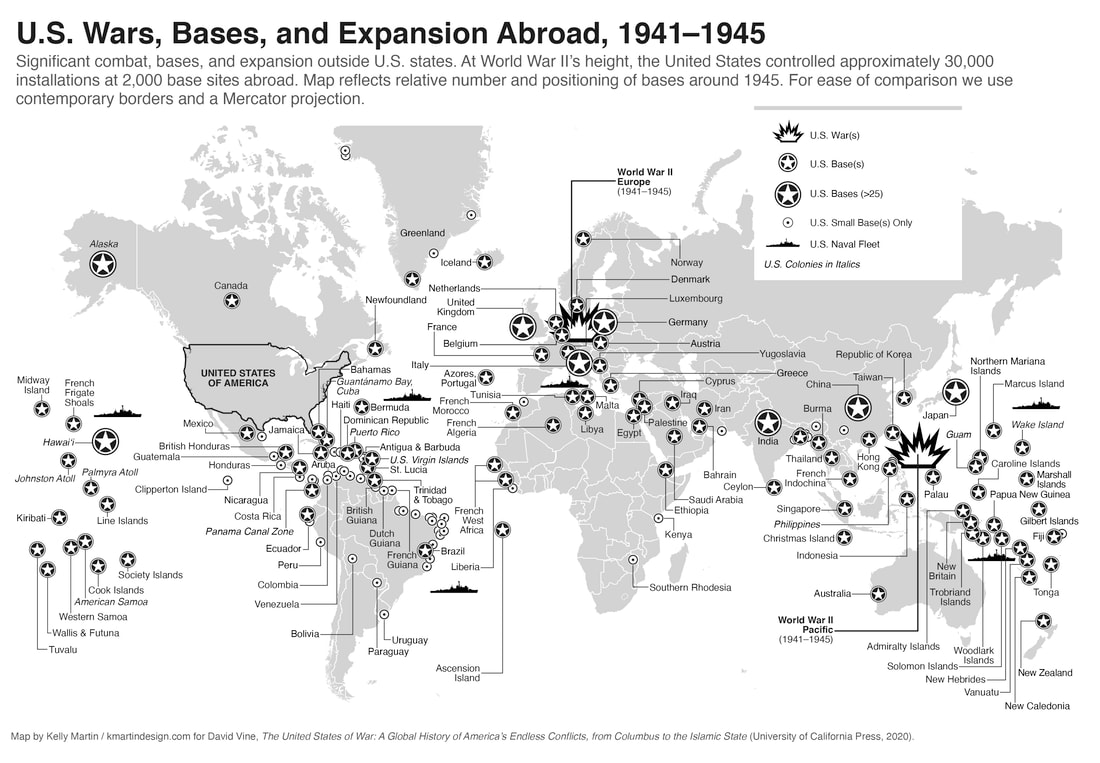 U.S. Wars, Bases, and Expansion Abroad, 1941–1945
Significant combat, bases, and expansion outside U.S. states. At World War II's height, the United States controlled approximately 30,000
installations at 2,000 base sites abroad. Map reflects relative number and positioning of bases around 1945. For ease of comparison we use
contemporary borders and a Mercator projection.
U.S. War(s)
U.S. Base(s)
U.S. Bases (>25)
U.S. Small Base(s) Only
U.S. Naval Fleet
U.S. Colonies in Italics
World War II
Europe
(1941–1945)
Alaska
Canada
Greenland
Iceland
Newfoundland
Netherlands
United
Kingdom
France
Belgium
Italy
Azores,
Portugal
Tunisia
French
Morocco
French
Algeria
Norway
Denmark
Luxembourg
Germany
Austria
Yugoslavia
Greece
Cyprus
Malta
Libya
Egypt
Palestine
Iraq
Iran
Bahrain
Saudi Arabia
Ethiopia
Kenya
Southern Rhodesia
UNITED STATES
OF AMERICA
Midway
Island
French
Frigate
Shoals
Hawai‘i
Johnston Atoll
Palmyra Atoll
Kiribati
Line Islands
Society Islands
Cook Islands
American Samoa
Western Samoa
Wallis & Futuna
Tuvalu
Mexico
British Honduras
Guatemala
Honduras
Clipperton Island
Nicaragua
Costa Rica
Panama Canal Zone
Ecuador
Peru
Colombia
Venezuela
Bolivia
Bahamas
Guantánamo Bay,
Cuba
Haiti
Bermuda
Dominican Republic
Jamaica
Puerto Rico
Antigua & Barbuda
U.S. Virgin Islands
St. Lucia
Aruba
Trinidad
& Tobago
British
Guiana
Dutch
Guiana
French
Guiana
Brazil
Uruguay
Paraguay
French
West
Africa
Liberia
Ascension
Island
Republic of Korea
China
Taiwan
Japan
Northern Mariana
Islands
Marcus Island
Wake Island
Guam
India
Burma
Thailand
Hong
Kong
French
Indochina
Ceylon
Singapore
Philippines
Christmas Island
Indonesia
Australia
Palau
Caroline Islands
Marshall
Islands
Papua New Guinea
Gilbert Islands
Fiji
Tonga
New
Britain
Trobriand
Islands
World War II
Pacific
(1941–1945)
Admiralty Islands
Woodlark
Islands
Solomon Islands
New Hebrides
Vanuatu
New Zealand
New Caledonia
Map by Kelly Martin / kmartindesign.com for David Vine, The United States of War: A Global History of America's Endless Conflicts, from Columbus to the Islamic State (University of California Press, 2020).